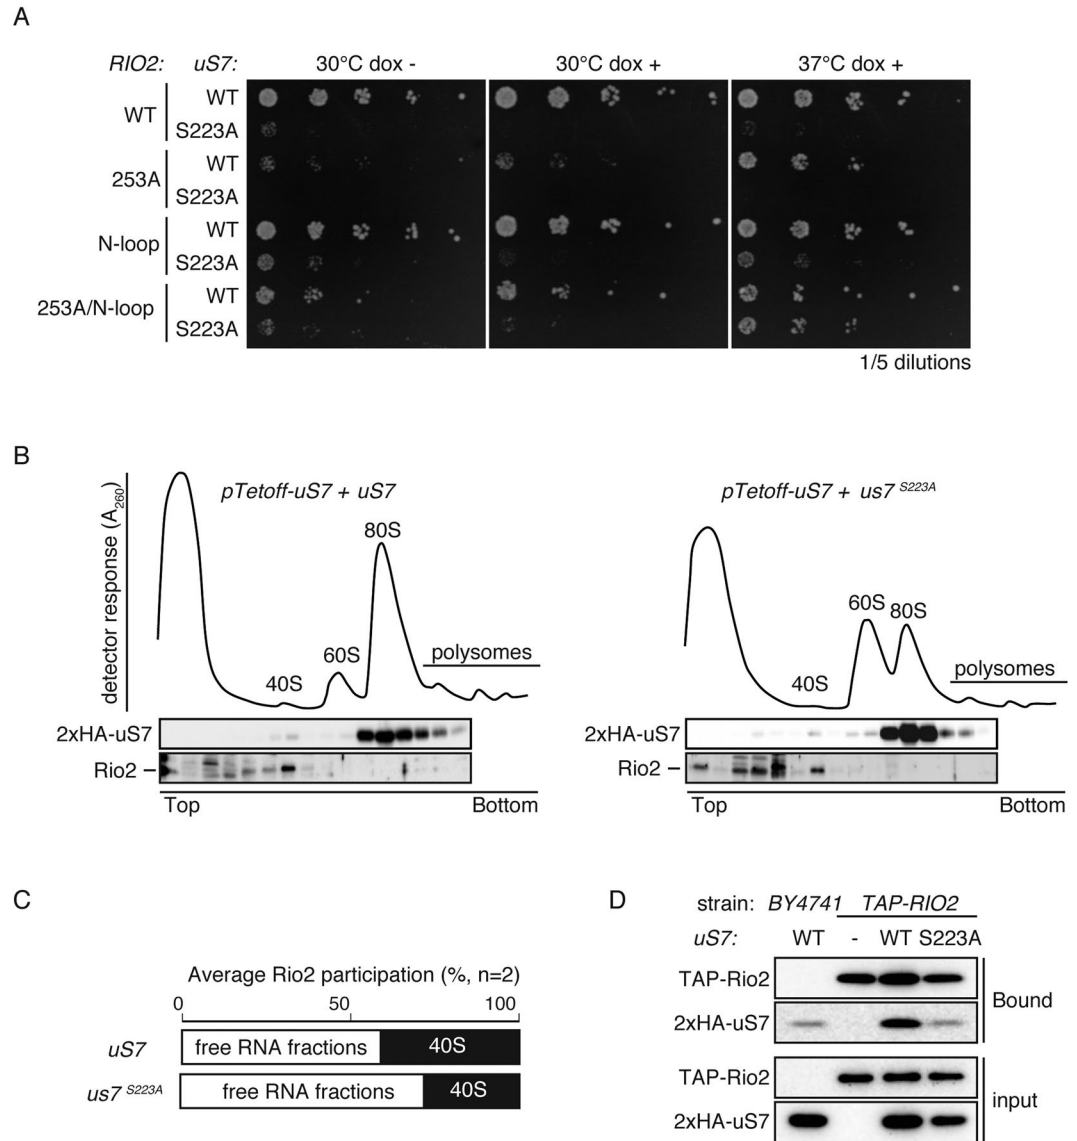 A
RIO2: uS7: 30°C dox - 30°C dox + 37°C dox +
WT WT
S223A
253A WT
S223A
N-loop WT
S223A
253A/N-loop WT
S223A
1/5 dilutions
B
detector response (A260)
pTetoff-uS7 + uS7
40S 60S 80S polysomes
2xHA-uS7
Rio2
Top Bottom
pTetoff-uS7 + us7 S223A
40S 60S 80S polysomes
2xHA-uS7
Rio2
Top Bottom
C
Average Rio2 participation (%, n=2)
0 50 100
uS7 free RNA fractions 40S
us7 S223A free RNA fractions 40S
D
strain: BY4741 TAP-RIO2
uS7: WT - WT S223A
TAP-Rio2
2xHA-uS7
Bound
TAP-Rio2
2xHA-uS7
input